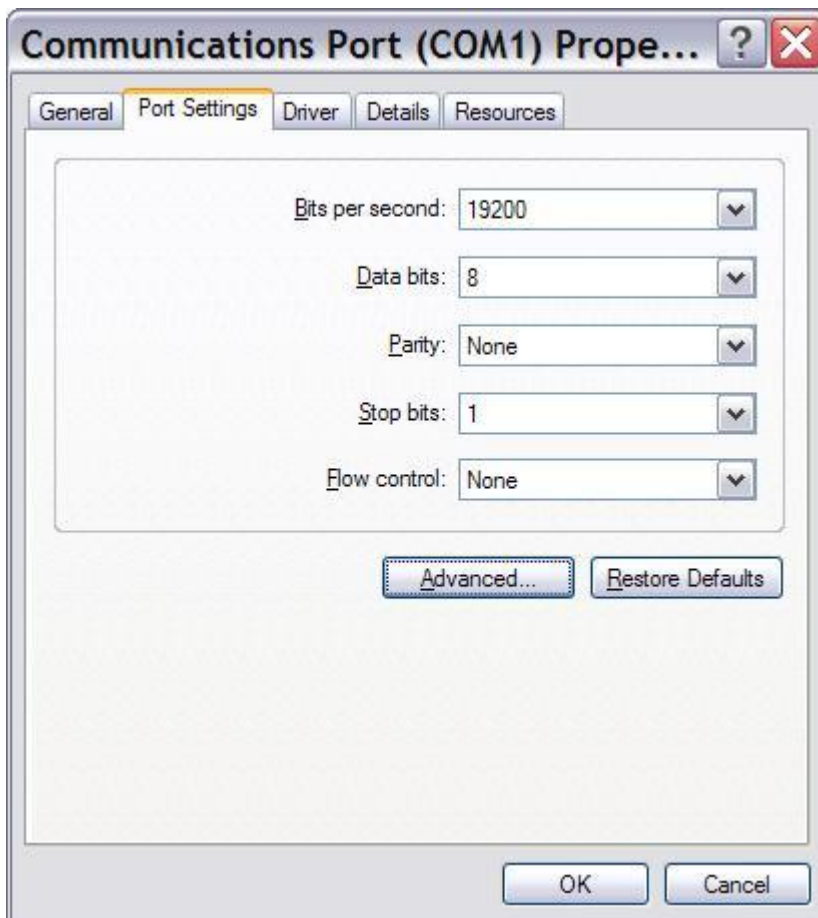 Communications Port (COM1) Prope... ?
General Port Settings Driver Details Resources
Bits per second: 19200
Data bits: 8
Parity: None
Stop bits: 1
Flow control: None
Advanced... Restore Defaults
OK Cancel